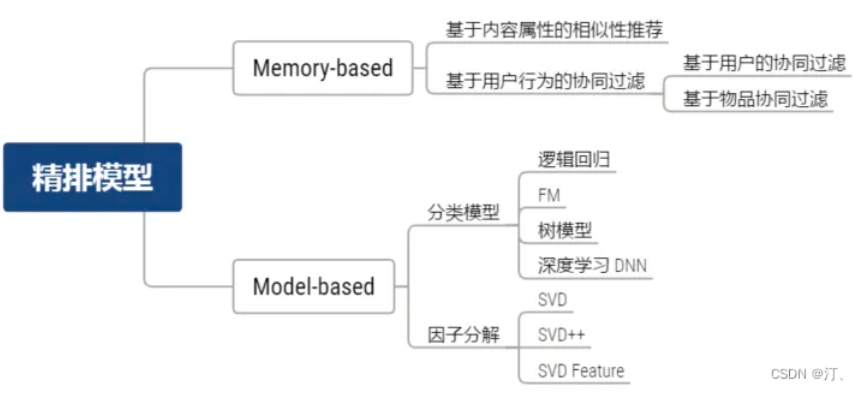 精排模型
Memory-based
基于内容属性的相似性推荐
基于用户行为的协同过滤
基于用户的协同过滤
基于物品协同过滤
Model-based
分类模型
逻辑回归
FM
树模型
深度学习 DNN
因子分解
SVD
SVD++
SVD Feature
CSDN @汀、